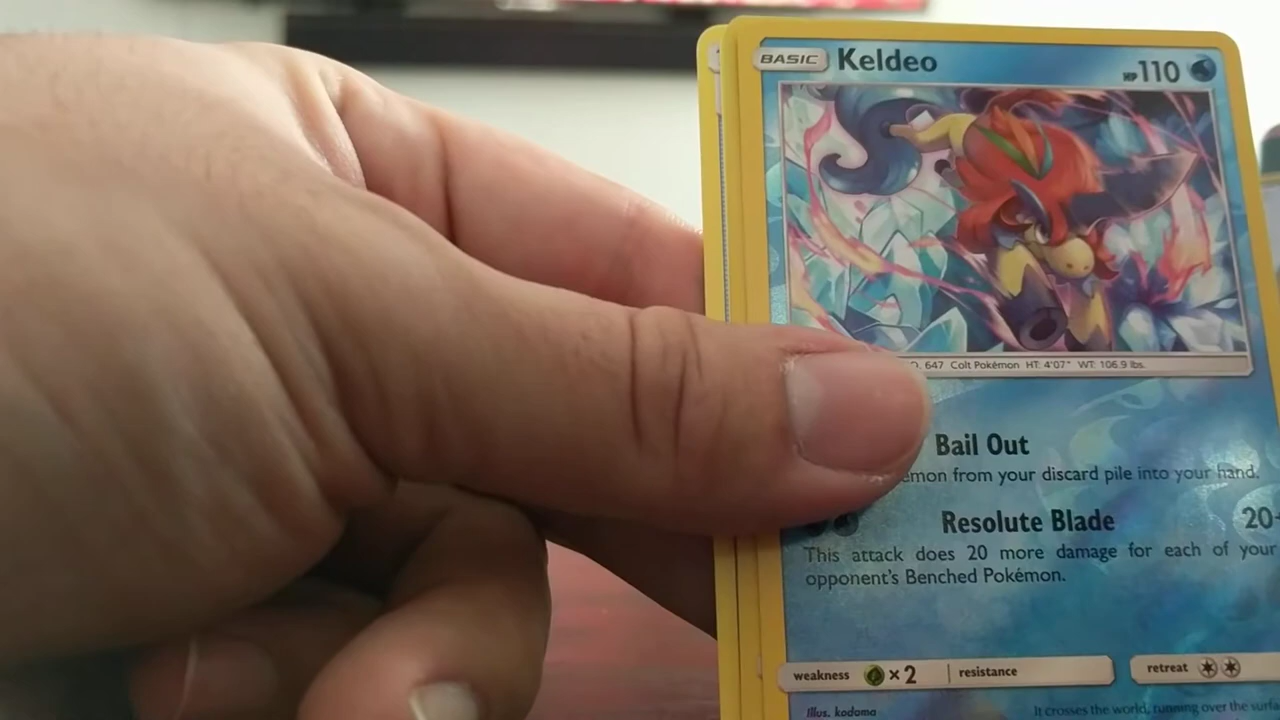 BASIC Keldeo HP 110
647 Colt Pokémon HT: 4'07" WT: 106.9 lbs.
Bail Out
from your discard pile into your hand.
Resolute Blade 20
This attack does 20 more damage for each of your
opponent's Benched Pokémon.
weakness ×2 resistance retreat
Illus. kodama It crosses the world, running over the